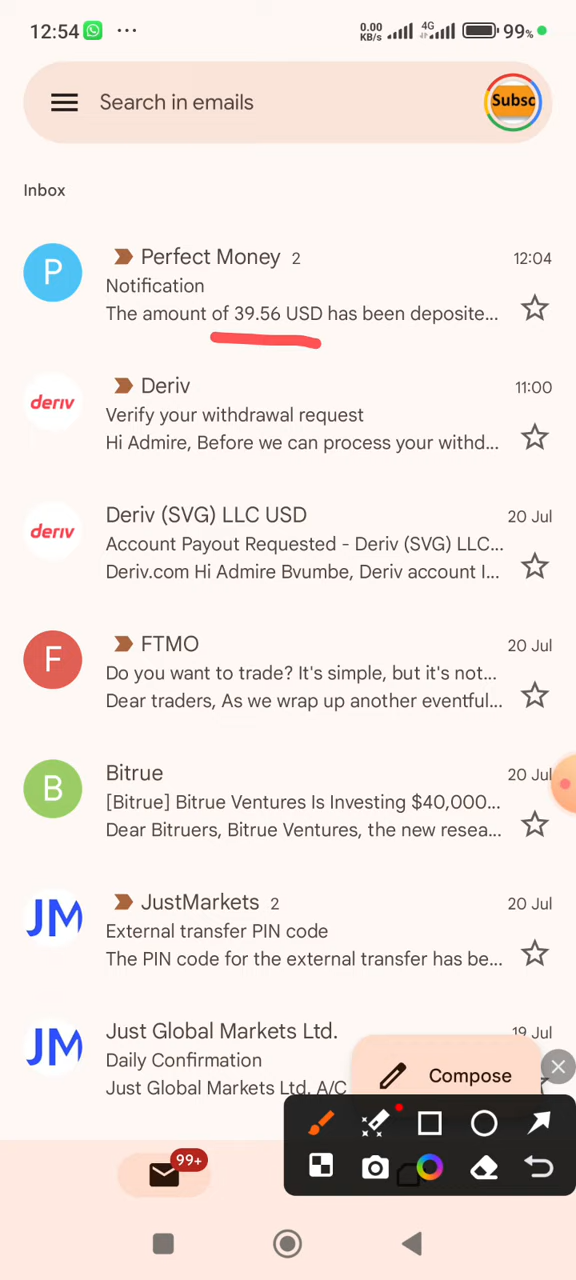 12:54 ... 0.00 KB/s 4G 99%
Search in emails
Subsc
Inbox
P Perfect Money 2 12:04
Notification
The amount of 39.56 USD has been deposite...
deriv Deriv 11:00
Verify your withdrawal request
Hi Admire, Before we can process your withd...
deriv Deriv (SVG) LLC USD 20 Jul
Account Payout Requested - Deriv (SVG) LLC...
Deriv.com Hi Admire Bvumbe, Deriv account I...
F FTMO 20 Jul
Do you want to trade? It's simple, but it's not...
Dear traders, As we wrap up another eventful...
B Bitrue 20 Jul
[Bitrue] Bitrue Ventures Is Investing $40,000...
Dear Bitruers, Bitrue Ventures, the new resea...
JM JustMarkets 2 20 Jul
External transfer PIN code
The PIN code for the external transfer has be...
JM Just Global Markets Ltd. 19 Jul
Daily Confirmation
Just Global Markets Ltd, A/C
Compose
99+